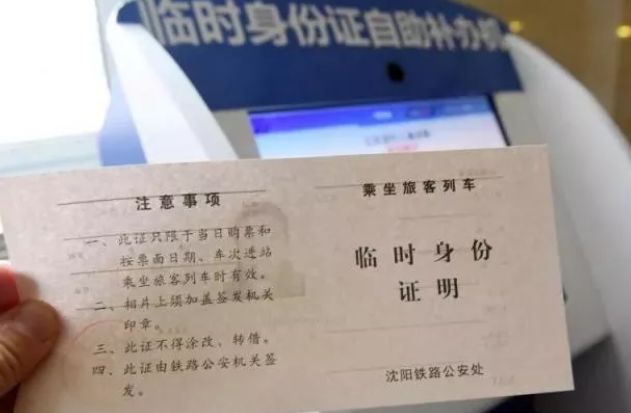 临时身份证自助补办机
注意事项
一、此证只限于当日购票和
按票面日期、车次进站
乘坐旅客列车时有效。
二、相片上须加盖签发机关
印章。
三、此证不得涂改、转借。
四、此证由铁路公安机关签
发。
乘坐旅客列车
临时身份
证明
沈阳铁路公安处